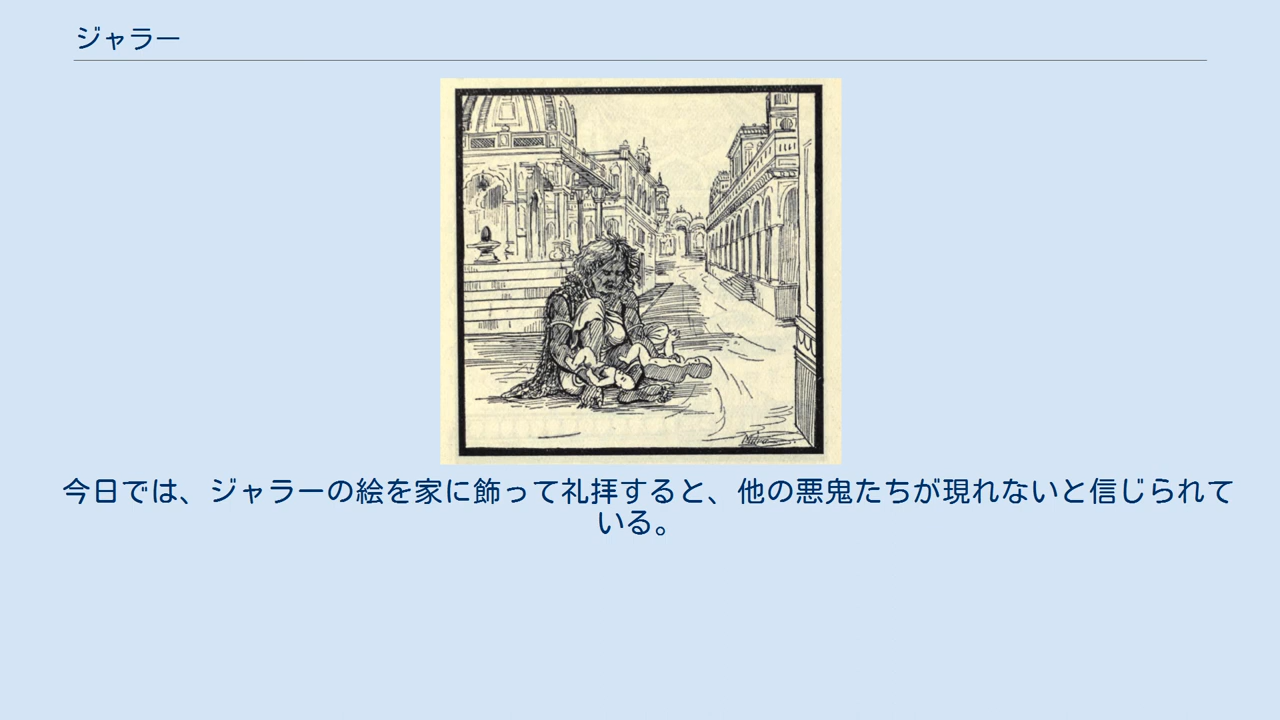 ジャラー
今日では、ジャラーの絵を家に飾って礼拝すると、他の悪鬼たちが現れないと信じられて
いる。